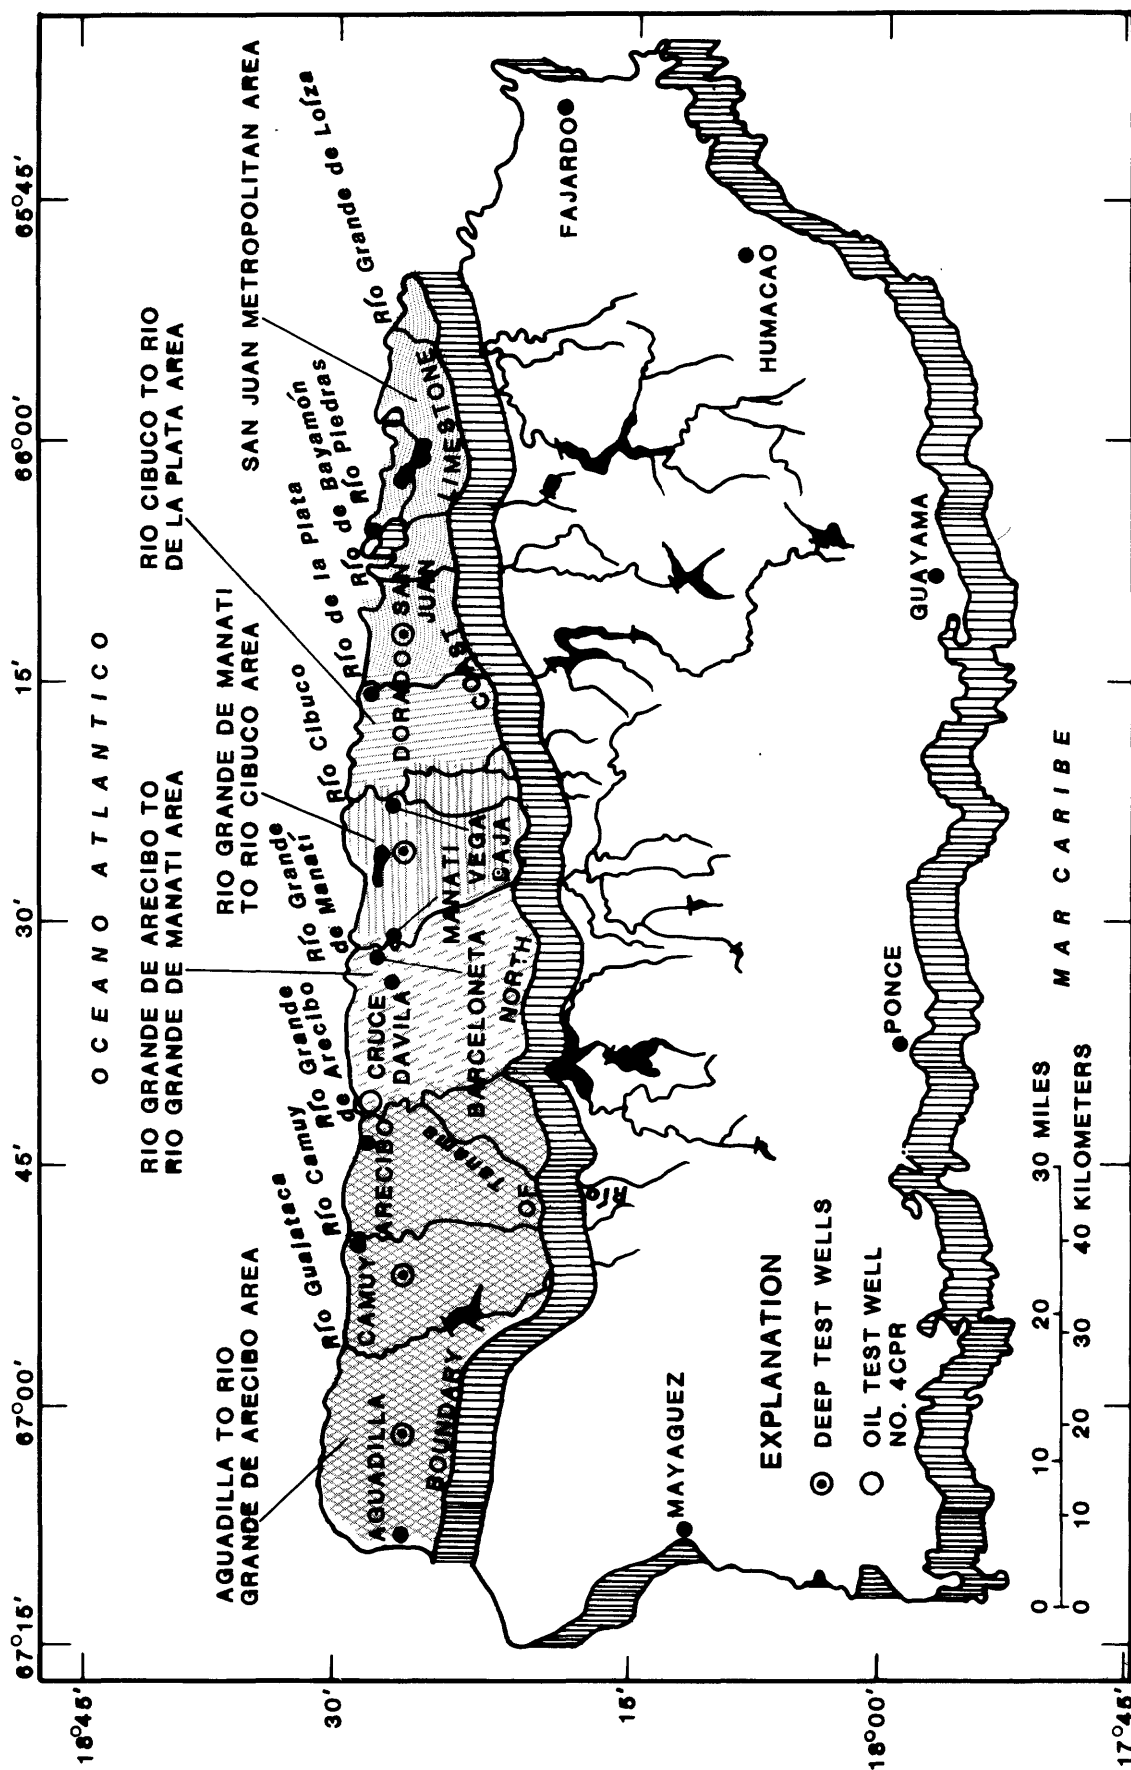 67°15'
67°00'
45'
30'
15'
66°00'
65°45'
18°45'
30'
15'
18°00'
17°45'
OCEANO ATLANTICO
AGUADILLA TO RIO
GRANDE DE ARECIBO AREA
RIO GRANDE DE ARECIBO TO
RIO GRANDE DE MANATI AREA
RIO GRANDE DE MANATI
TO RIO CIBUCO AREA
RIO CIBUCO TO RIO
DE LA PLATA AREA
SAN JUAN METROPOLITAN AREA
Río Guajataca
Río Camuy
Río Grande
de Arecibo
Río Grande
de Manatí
Río Cibuco
Río de la Plata
Río de Bayamón
Río Piedras
Río Grande de Loíza
AGUADILLA
CAMUY
ARECIBO
CRUCE
DAVILA
BARCELONETA
MANATI
VEGA
BAJA
DORADO
SAN
JUAN
Río Tanama
BOUNDARY OF NORTH COAST LIMESTONE
MAYAGUEZ
PONCE
GUAYAMA
HUMACAO
FAJARDO
MAR CARIBE
EXPLANATION
DEEP TEST WELLS
OIL TEST WELL
NO. 4CPR
0 10 20 30 MILES
0 10 20 30 40 KILOMETERS